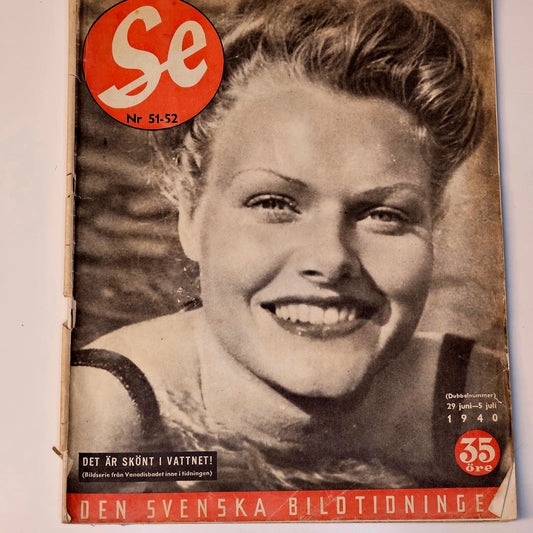 Se
Nr 51-52
(Dubbelnummer)
29 juni—5 juli
1940
35
öre
DET ÄR SKÖNT I VATTNET!
(Bildserie från Vanadisbadet inne i tidningen)
DEN SVENSKA BILDTIDNINGE